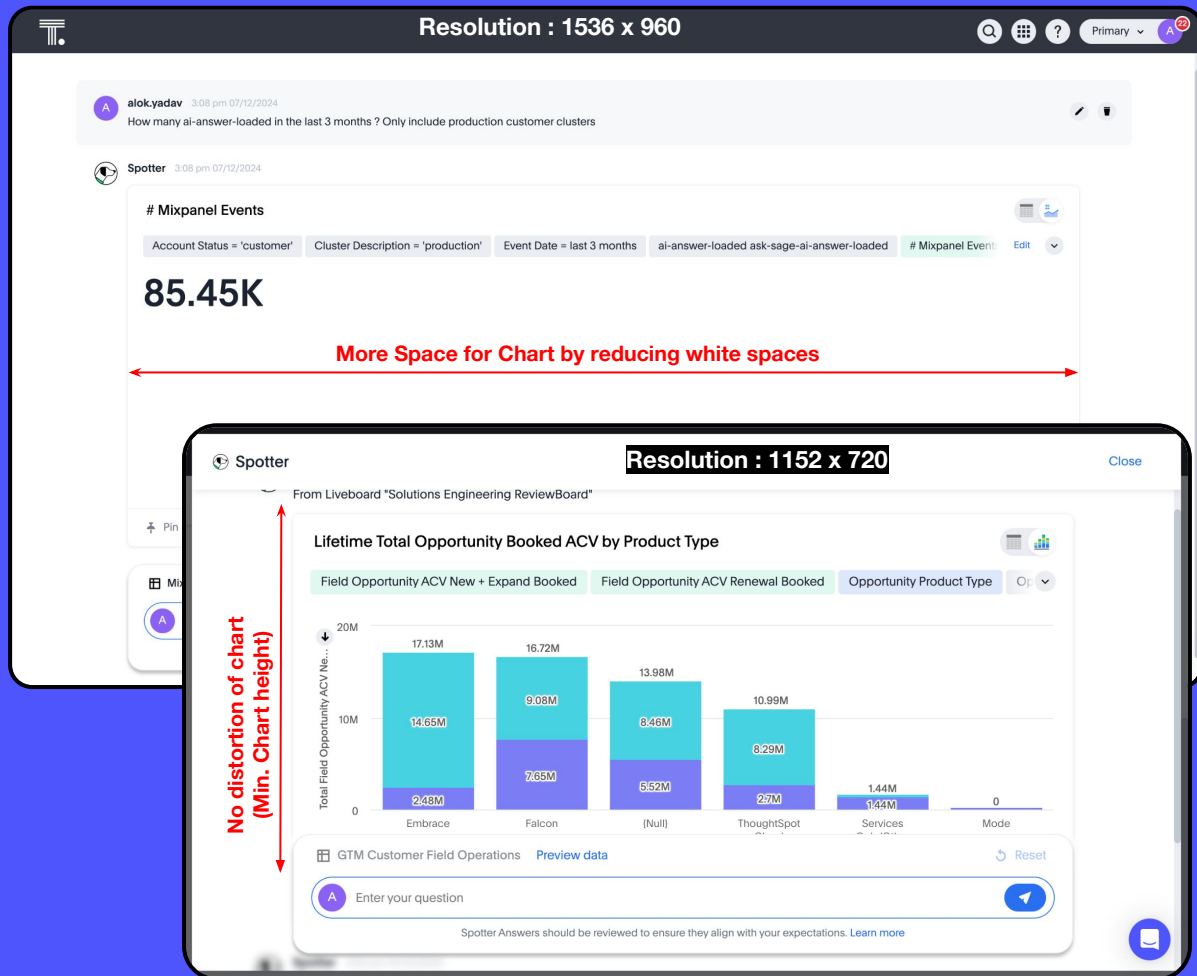 T.
Resolution : 1536 x 960
?
Primary
A
22
A
alok.yadav 3:08 pm 07/12/2024
How many ai-answer-loaded in the last 3 months ? Only include production customer clusters
Spotter 3:08 pm 07/12/2024
# Mixpanel Events
Account Status = 'customer' Cluster Description = 'production' Event Date = last 3 months ai-answer-loaded ask-sage-ai-answer-loaded # Mixpanel Event Edit
85.45K
More Space for Chart by reducing white spaces
Pin
Mix
A
Spotter
Resolution : 1152 x 720
Close
From Liveboard "Solutions Engineering ReviewBoard"
Lifetime Total Opportunity Booked ACV by Product Type
Field Opportunity ACV New + Expand Booked Field Opportunity ACV Renewal Booked Opportunity Product Type Op
No distortion of chart
(Min. Chart height)
Total Field Opportunity ACV Ne...
20M
10M
0
17.13M
14.65M
2.48M
16.72M
9.08M
7.65M
13.98M
8.46M
5.52M
10.99M
8.29M
2.7M
1.44M
1.44M
0
Embrace Falcon {Null} ThoughtSpot Services Mode
GTM Customer Field Operations Preview data Reset
A
Enter your question
Spotter Answers should be reviewed to ensure they align with your expectations. Learn more